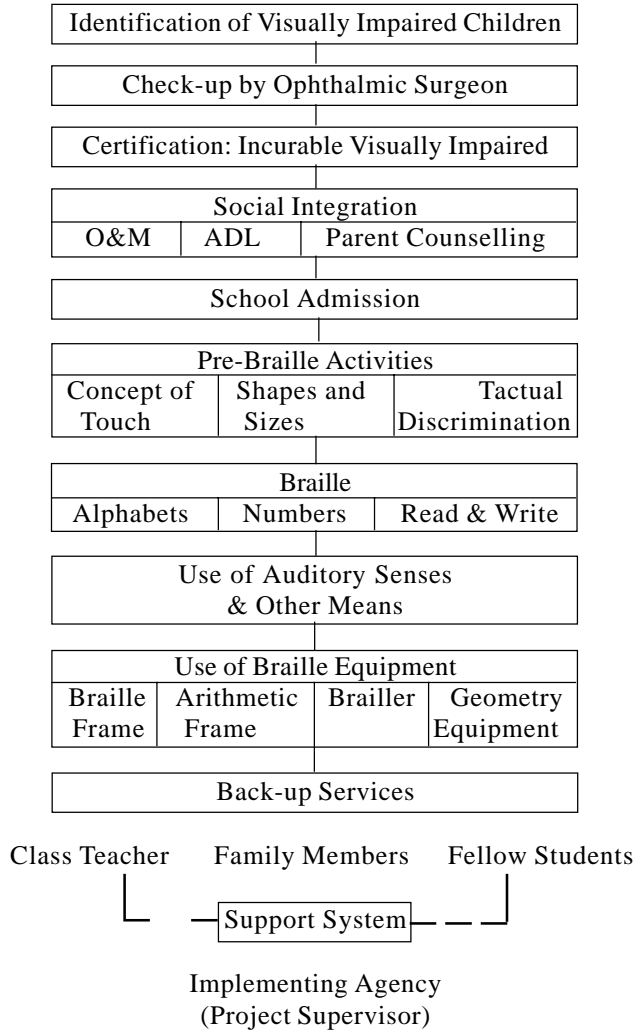 Identification of Visually Impaired Children
Check-up by Ophthalmic Surgeon
Certification: Incurable Visually Impaired
Social Integration
O&M ADL Parent Counselling
School Admission
Pre-Braille Activities
Concept of Shapes and Tactual
Touch Sizes Discrimination
Braille
Alphabets Numbers Read & Write
Use of Auditory Senses
& Other Means
Use of Braille Equipment
Braille Arithmetic Brailler Geometry
Frame Frame Equipment
Back-up Services
Class Teacher Family Members Fellow Students
Support System
Implementing Agency
(Project Supervisor)